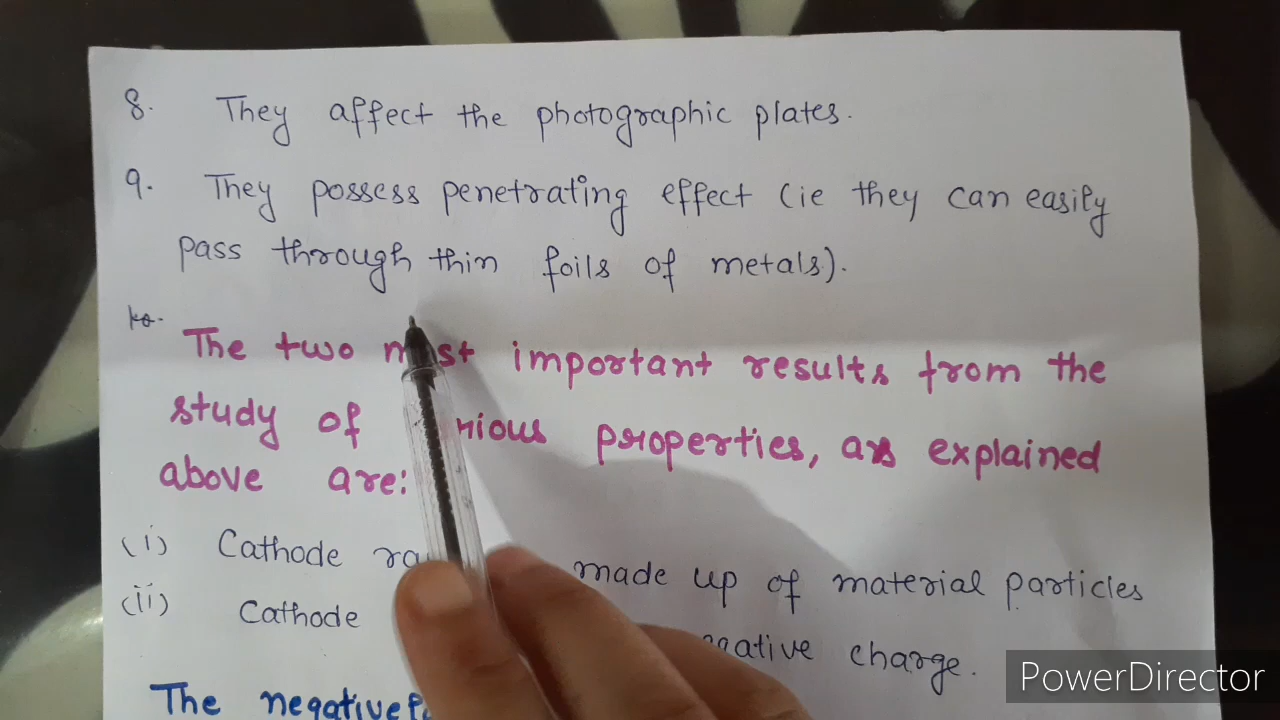 8. They affect the photographic plates.
9. They possess penetrating effect (ie they can easily
pass through thin foils of metals).
The two most important results from the
study of properties, as explained
above are:
(i) Cathode made up of material particles
(ii) Cathode charge.
The
PowerDirector